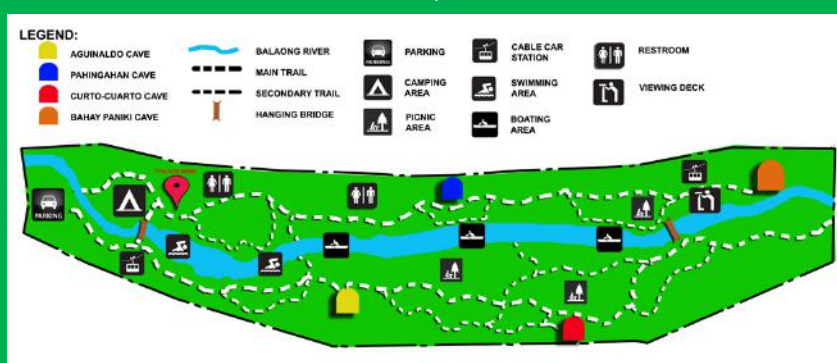 LEGEND:
AGUINALDO CAVE
PAHINGAHAN CAVE
CURTO-CUARTO CAVE
BAHAY PANIKI CAVE
BALAONG RIVER
MAIN TRAIL
SECONDARY TRAIL
HANGING BRIDGE
PARKING
CAMPING
AREA
PICNIC
AREA
CABLE CAR
STATION
SWIMMING
AREA
BOATING
AREA
RESTROOM
VIEWING DECK
PARKING
PARKING